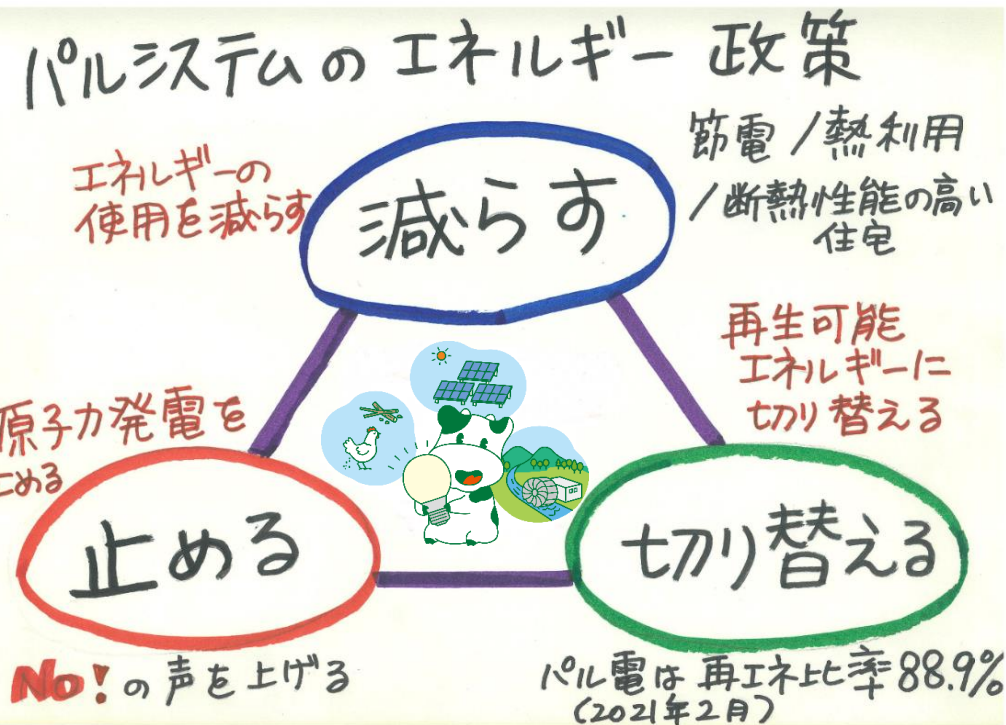 パルシステムのエネルギー政策
節電/熱利用
/断熱性能の高い
住宅
エネルギーの
使用を減らす
減らす
再生可能
エネルギーに
切り替える
原子力発電を
止める
止める
切り替える
No!の声を上げる
パル電は再エネ比率88.9%
(2021年2月)